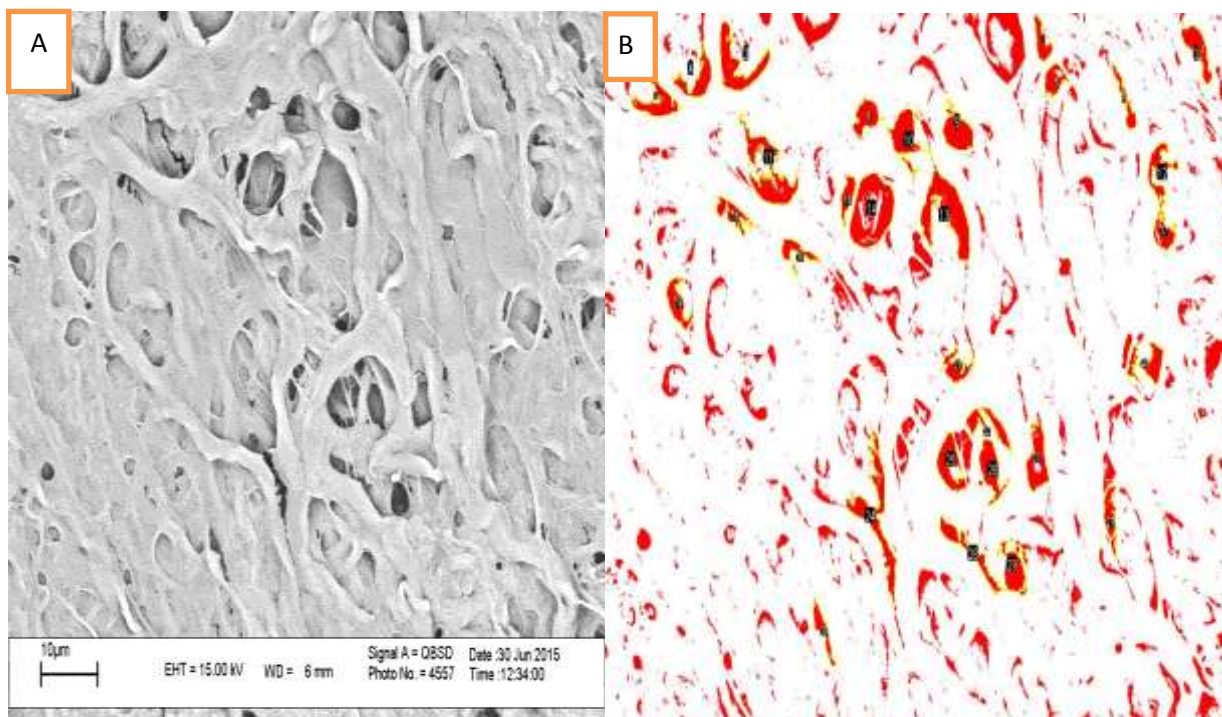 A
B
10µm
EHT = 15.00 kV
WD = 6 mm
Signal A = QBSD
Photo No. = 4557
Date :30 Jun 2015
Time :12:34:00